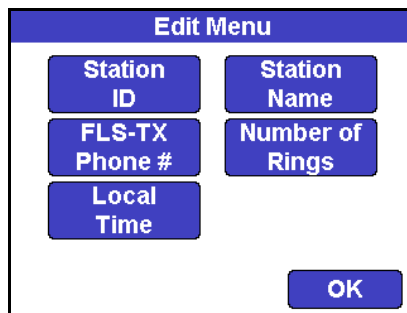 Edit Menu
Station
ID
Station
Name
FLS-TX
Phone #
Number of
Rings
Local
Time
OK